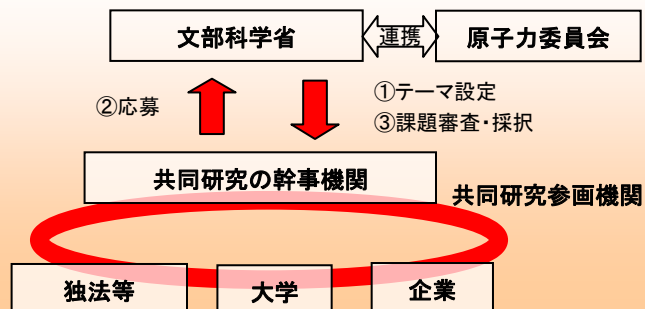 文部科学省
連携
原子力委員会
②応募
①テーマ設定
③課題審査・採択
共同研究の幹事機関
共同研究参画機関
独法等
大学
企業